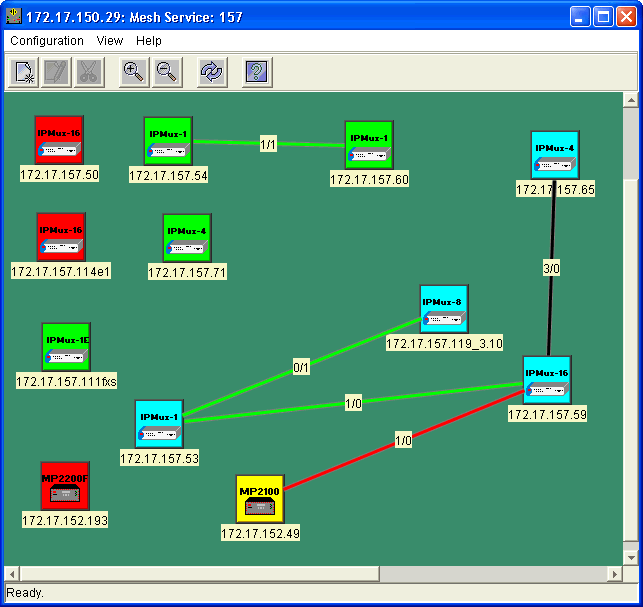 172.17.150.29: Mesh Service: 157
Configuration View Help
IPMux-16
172.17.157.50
IPMux-1
172.17.157.54
1/1
IPMux-1
172.17.157.60
IPMux-4
172.17.157.65
IPMux-16
172.17.157.114e1
IPMux-4
172.17.157.71
3/0
IPMux-8
172.17.157.119_3.10
IPMux-1E
172.17.157.111fxs
0/1
IPMux-16
172.17.157.59
1/0
IPMux-1
172.17.157.53
1/0
MP2200F
172.17.152.193
MP2100
172.17.152.49
Ready.